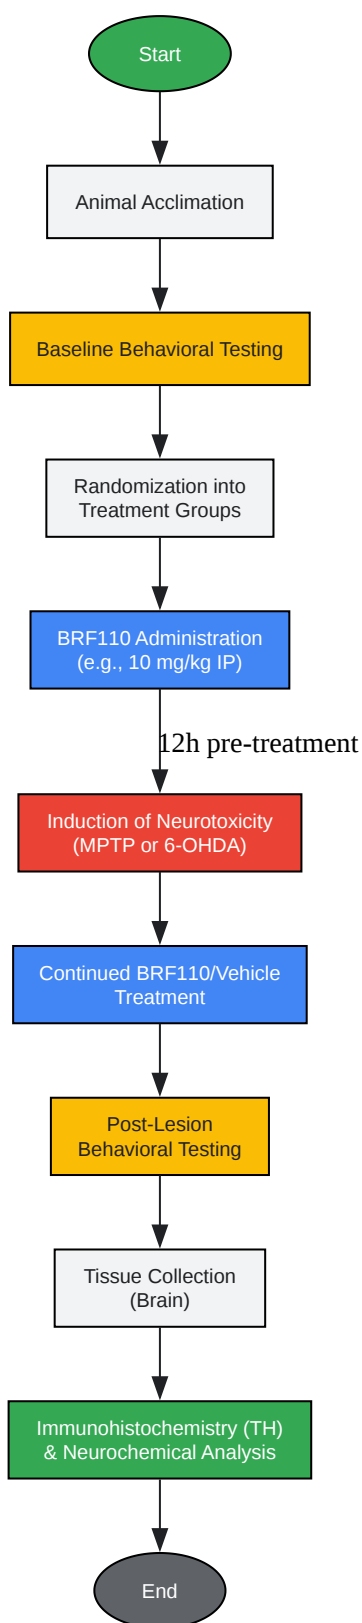 Start
Animal Acclimation
Baseline Behavioral Testing
Randomization into
Treatment Groups
BRF110 Administration
(e.g., 10 mg/kg IP)
12h pre-treatment
Induction of Neurotoxicity
(MPTP or 6-OHDA)
Continued BRF110/Vehicle
Treatment
Post-Lesion
Behavioral Testing
Tissue Collection
(Brain)
Immunohistochemistry (TH)
& Neurochemical Analysis
End